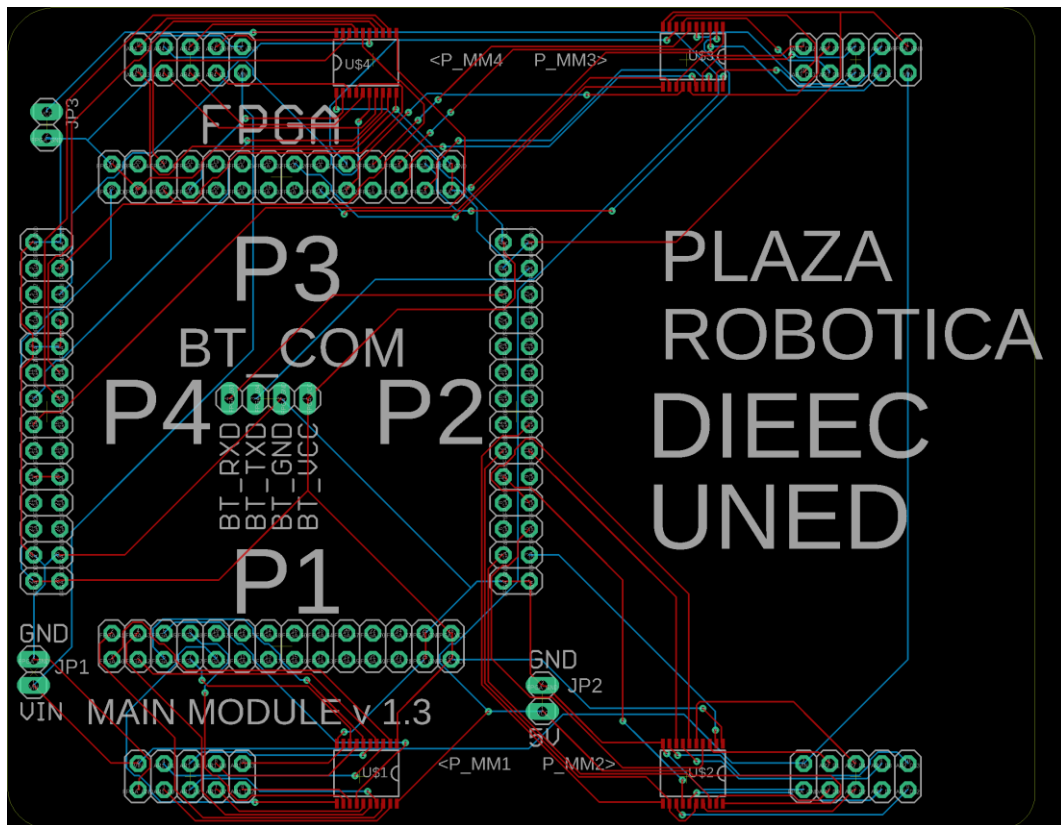 U$4
<P_MM4
P_MM3>
U$3
JP3
FPGA
P3
PLAZA
ROBOTICA
BT_COM
P4
P2
DIEEC
UNED
BT_RXD
BT_TXD
BT_GND
BT_VCC
P1
GND
JP1
VIN
GND
JP2
5V
MAIN MODULE v 1.3
U$1
<P_MM1
P_MM2>
U$2